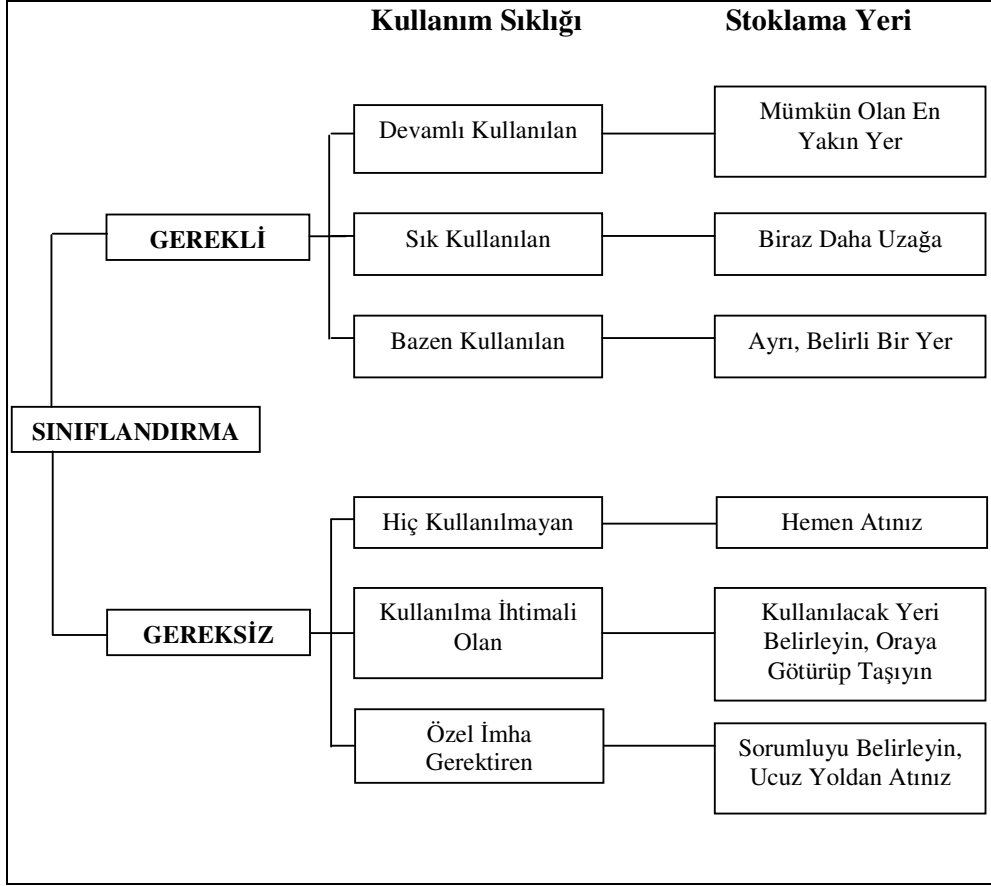 Kullanım Sıklığı
Stoklama Yeri
Devamlı Kullanılan
Mümkün Olan En
Yakın Yer
GEREKLİ
Sık Kullanılan
Biraz Daha Uzağa
Bazen Kullanılan
Ayrı, Belirli Bir Yer
SINIFLANDIRMA
Hiç Kullanılmayan
Hemen Atınız
GEREKSİZ
Kullanılma İhtimali
Olan
Kullanılacak Yeri
Belirleyin, Oraya
Götürüp Taşıyın
Özel İmha
Gerektiren
Sorumluyu Belirleyin,
Ucuz Yoldan Atınız